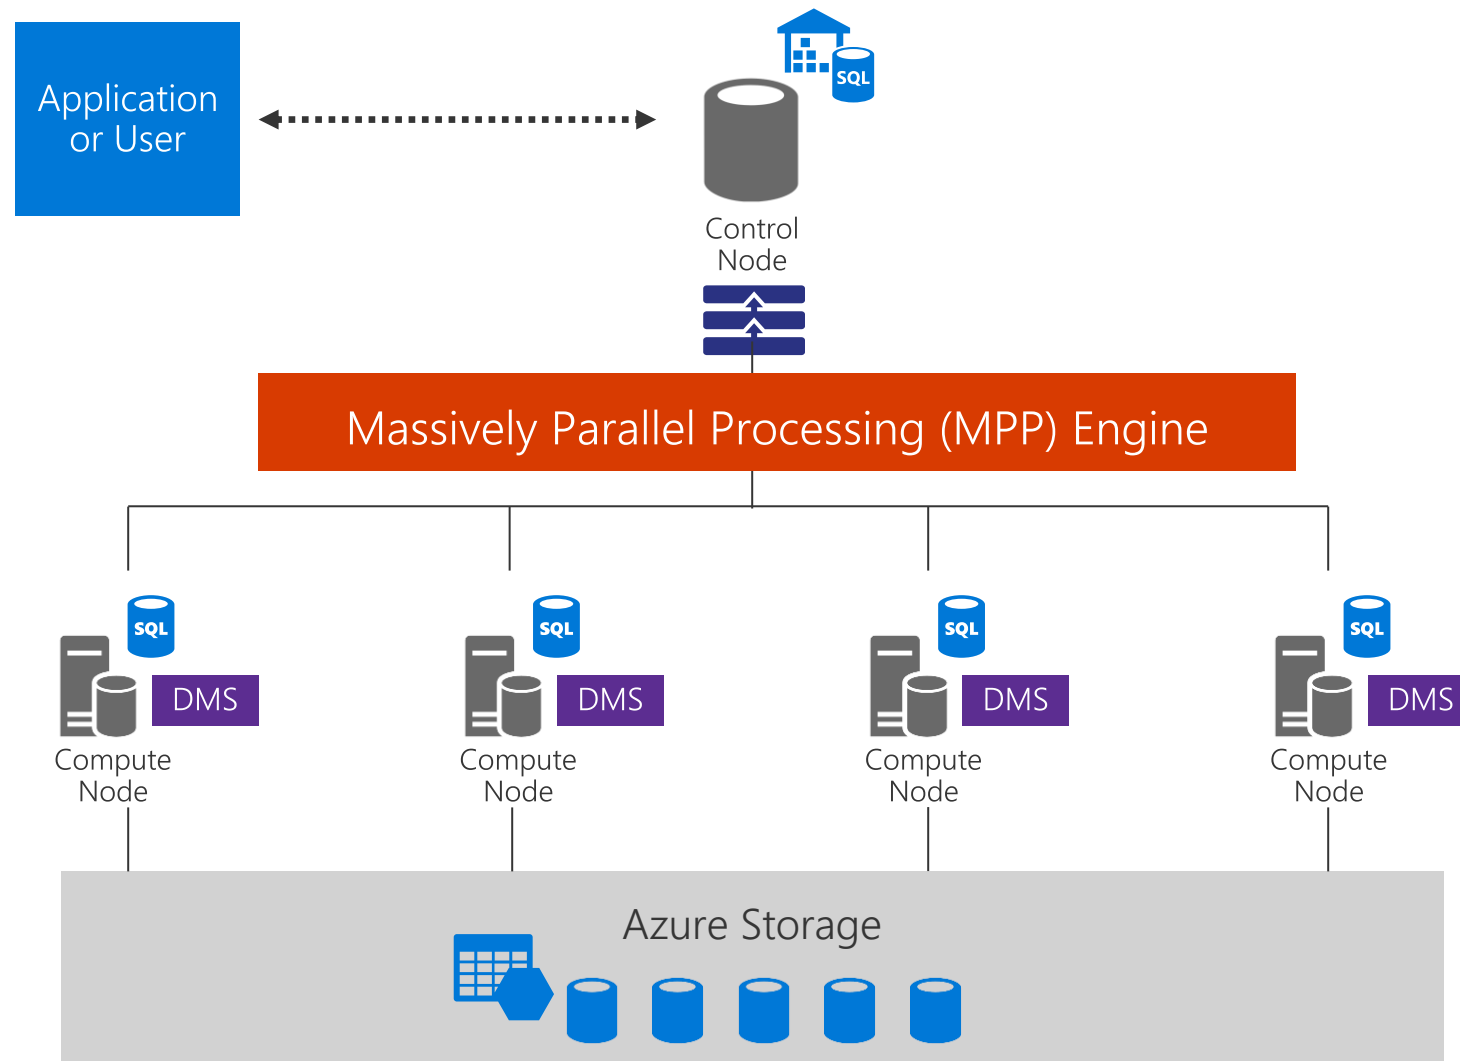 Application
or User
SQL
Control
Node
Massively Parallel Processing (MPP) Engine
SQL
DMS
Compute
Node
SQL
DMS
Compute
Node
SQL
DMS
Compute
Node
SQL
DMS
Compute
Node
Azure Storage